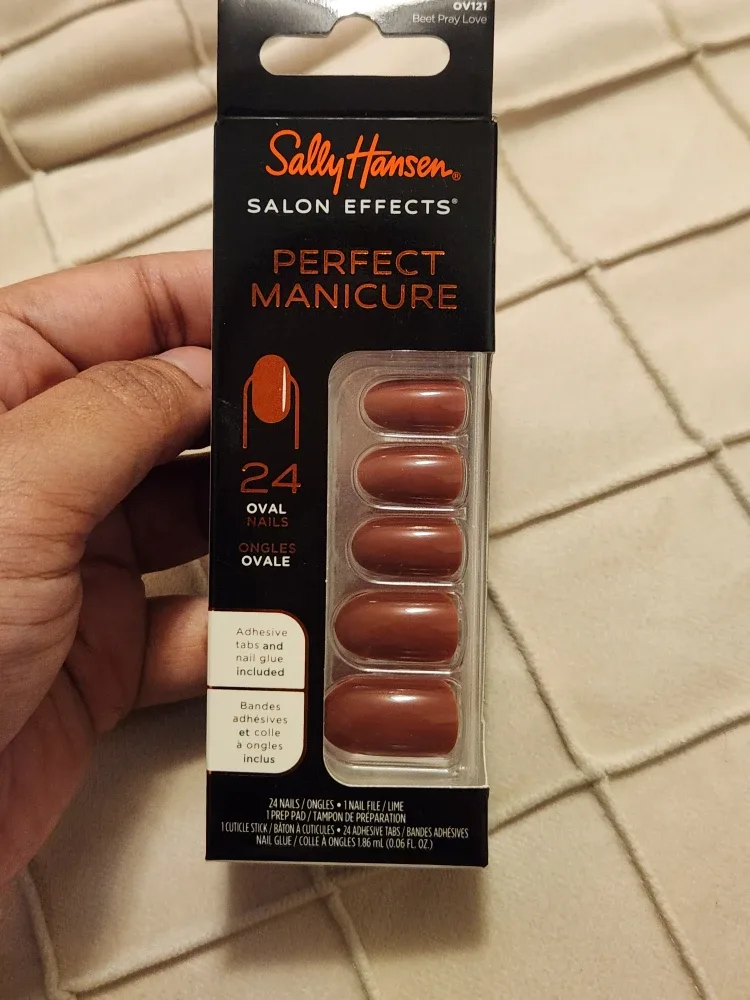 OV121
Beet Pray Love
Sally Hansen®
SALON EFFECTS®
PERFECT
MANICURE
24
OVAL
NAILS
ONGLES
OVALE
Adhesive
tabs and
nail glue
included
Bandes
adhésives
et colle
à ongles
inclus
24 NAILS / ONGLES • 1 NAIL FILE / LIME
1 PREP PAD / TAMPON DE PRÉPARATION
1 CUTICLE STICK / BÂTON À CUTICULES • 24 ADHESIVE TABS / BANDES ADHÉSIVES
NAIL GLUE / COLLE À ONGLES 1.86 mL (0.06 FL. OZ.)